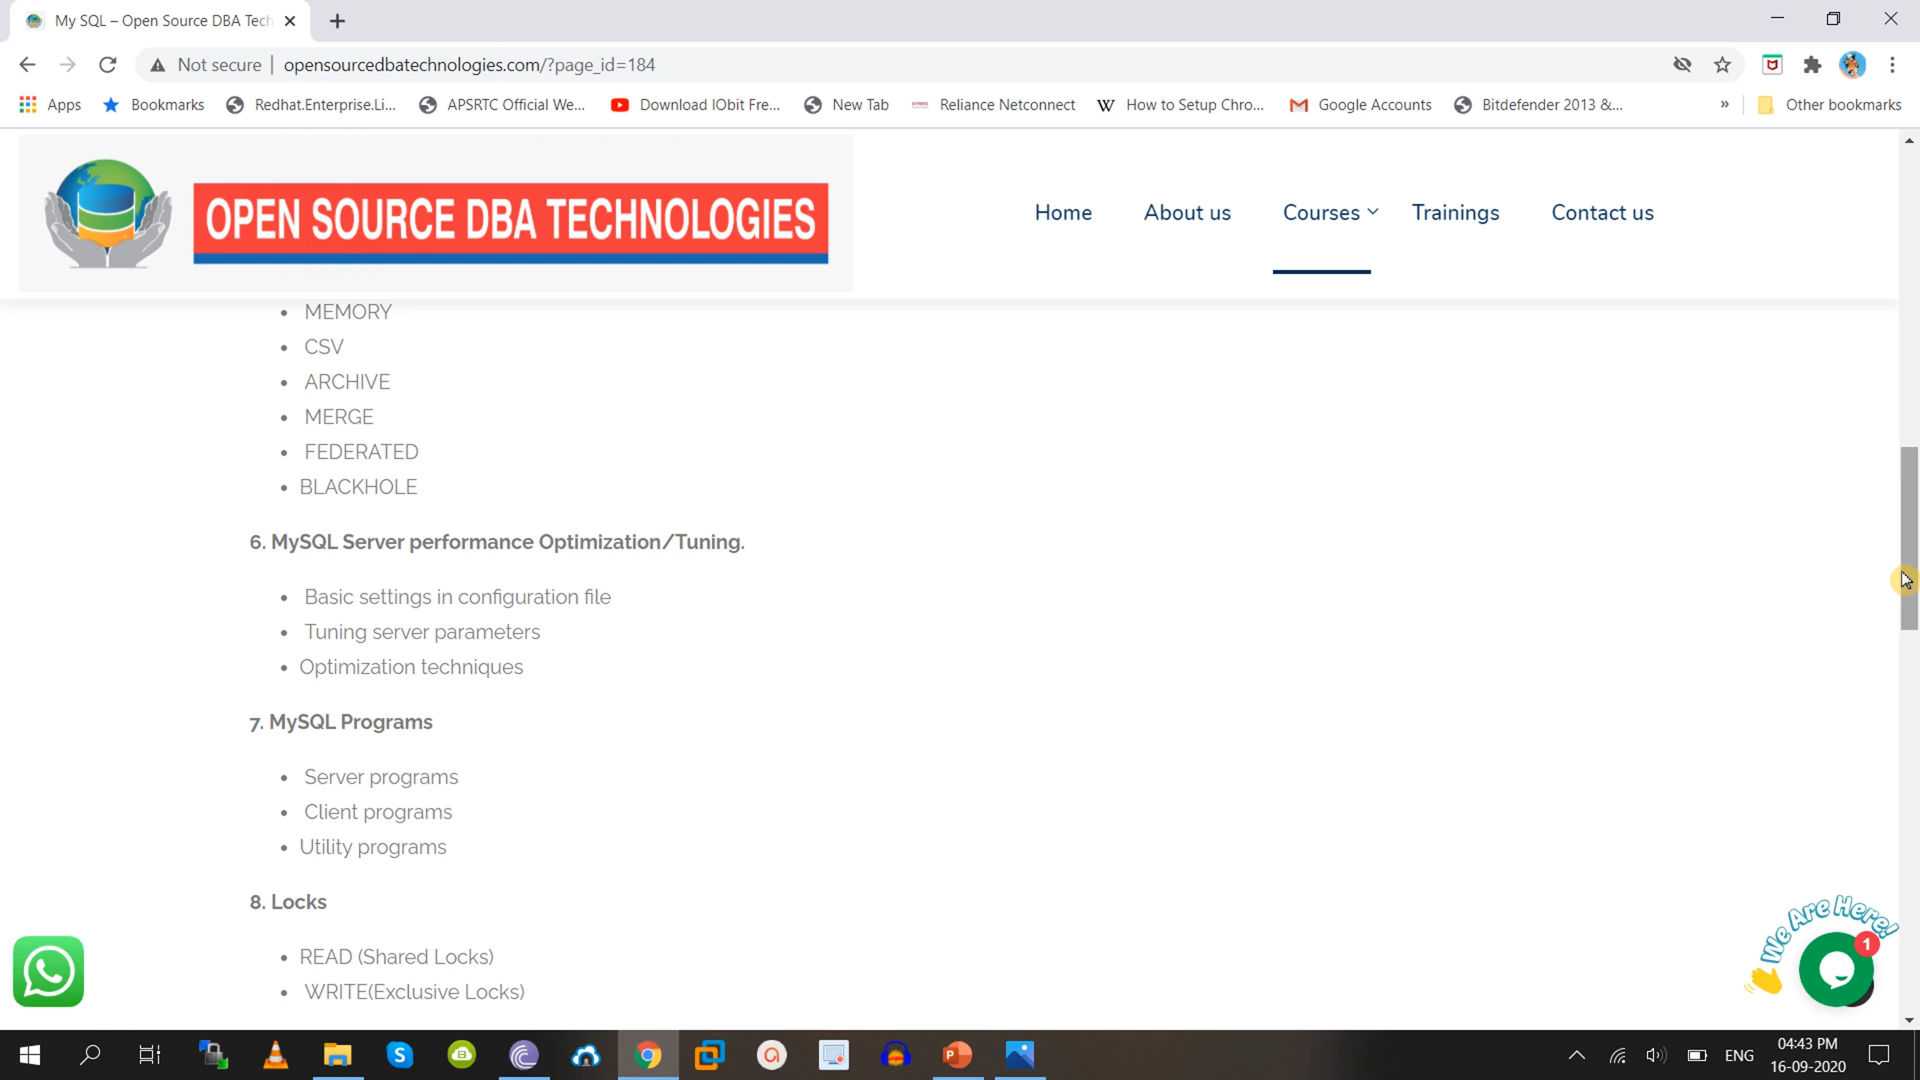 My SQL – Open Source DBA Tech
Not secure
opensourcedbatechnologies.com/?page_id=184
Apps
Bookmarks
Redhat.Enterprise.Li...
APSRTC Official We...
Download IObit Fre...
New Tab
Reliance Netconnect
W How to Setup Chro...
Google Accounts
Bitdefender 2013 &...
»
Other bookmarks
OPEN SOURCE DBA TECHNOLOGIES
Home
About us
Courses
Trainings
Contact us
• MEMORY
• CSV
• ARCHIVE
• MERGE
• FEDERATED
• BLACKHOLE
6. MySQL Server performance Optimization/Tuning.
• Basic settings in configuration file
• Tuning server parameters
• Optimization techniques
7. MySQL Programs
• Server programs
• Client programs
• Utility programs
8. Locks
• READ (Shared Locks)
• WRITE(Exclusive Locks)
We Are Here!
1
ENG
04:43 PM
16-09-2020